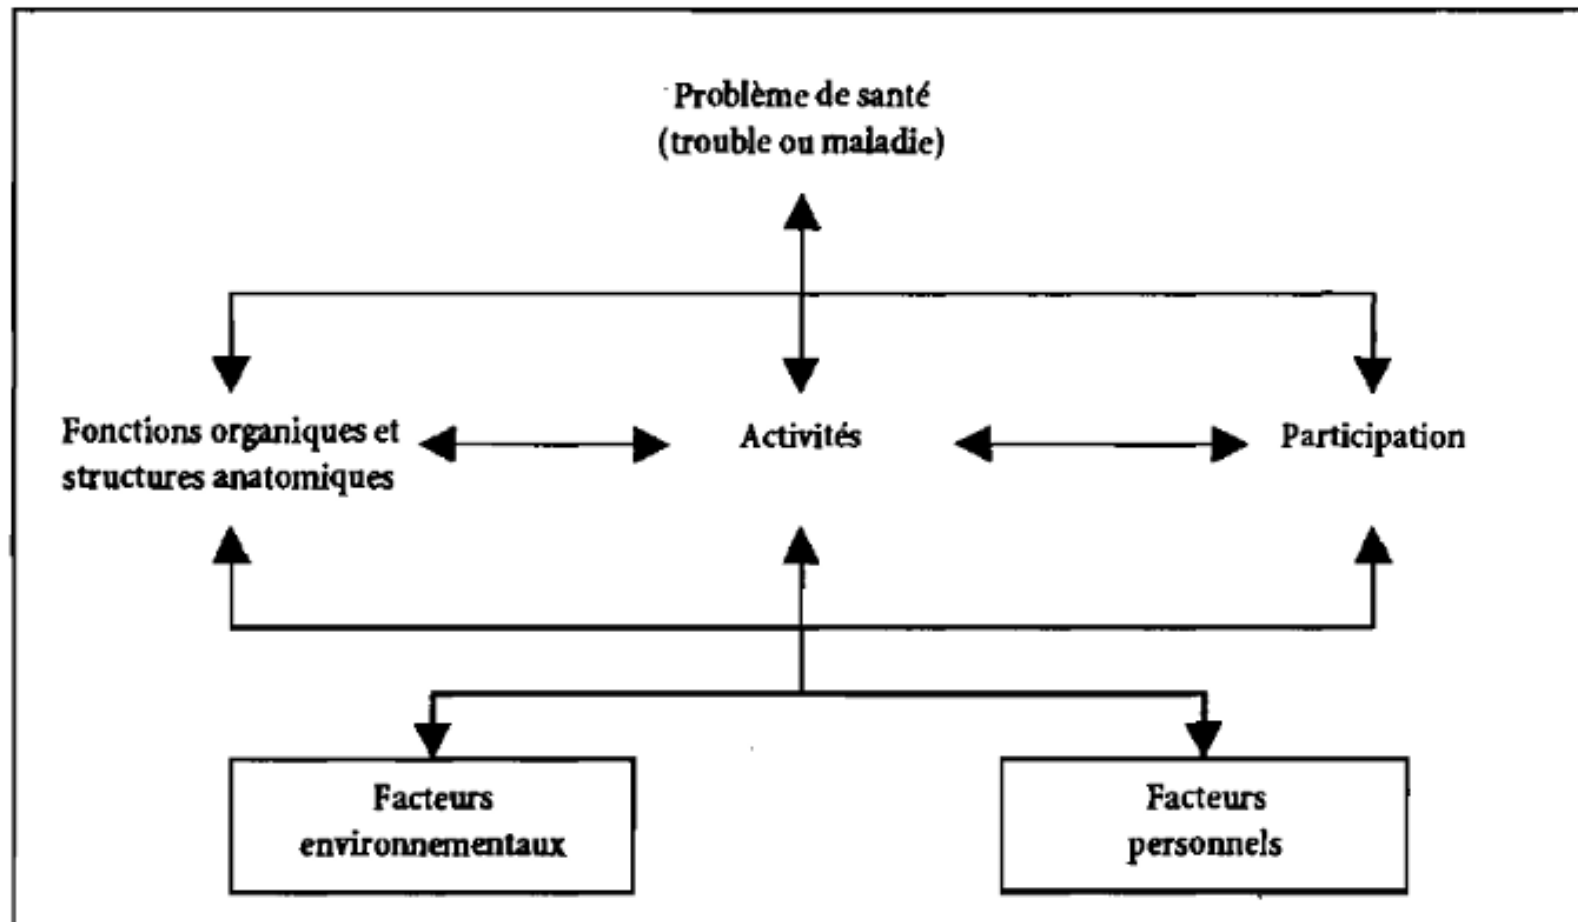 Problème de santé
(trouble ou maladie)
Fonctions organiques et
structures anatomiques
Activités
Participation
Facteurs
environnementaux
Facteurs
personnels